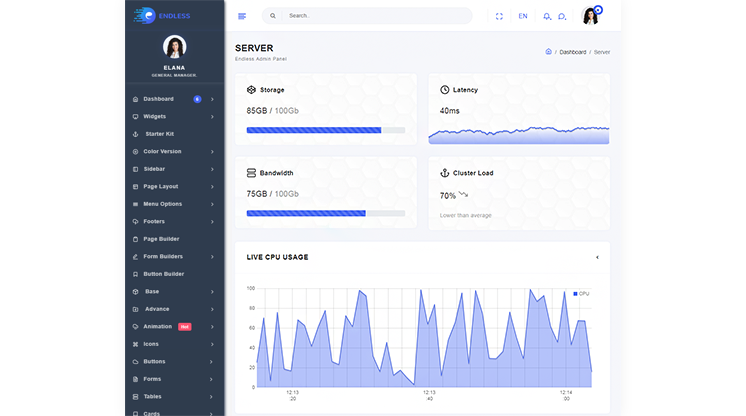 ENDLESS
ELANA
GENERAL MANAGER.
Dashboard 6
Widgets
Starter Kit
Color Version
Sidebar
Page Layout
Menu Options
Footers
Page Builder
Form Builders
Button Builder
Base
Advance
Animation Hot
Icons
Buttons
Forms
Tables
Cards
Search..
EN
SERVER
Endless Admin Panel
/ Dashboard / Server
Storage
85GB / 100Gb
Latency
40ms
Bandwidth
75GB / 100Gb
Cluster Load
70%
Lower than average
LIVE CPU USAGE
CPU
100
80
60
40
20
0
12:13
:20
12:13
:40
12:14
:00